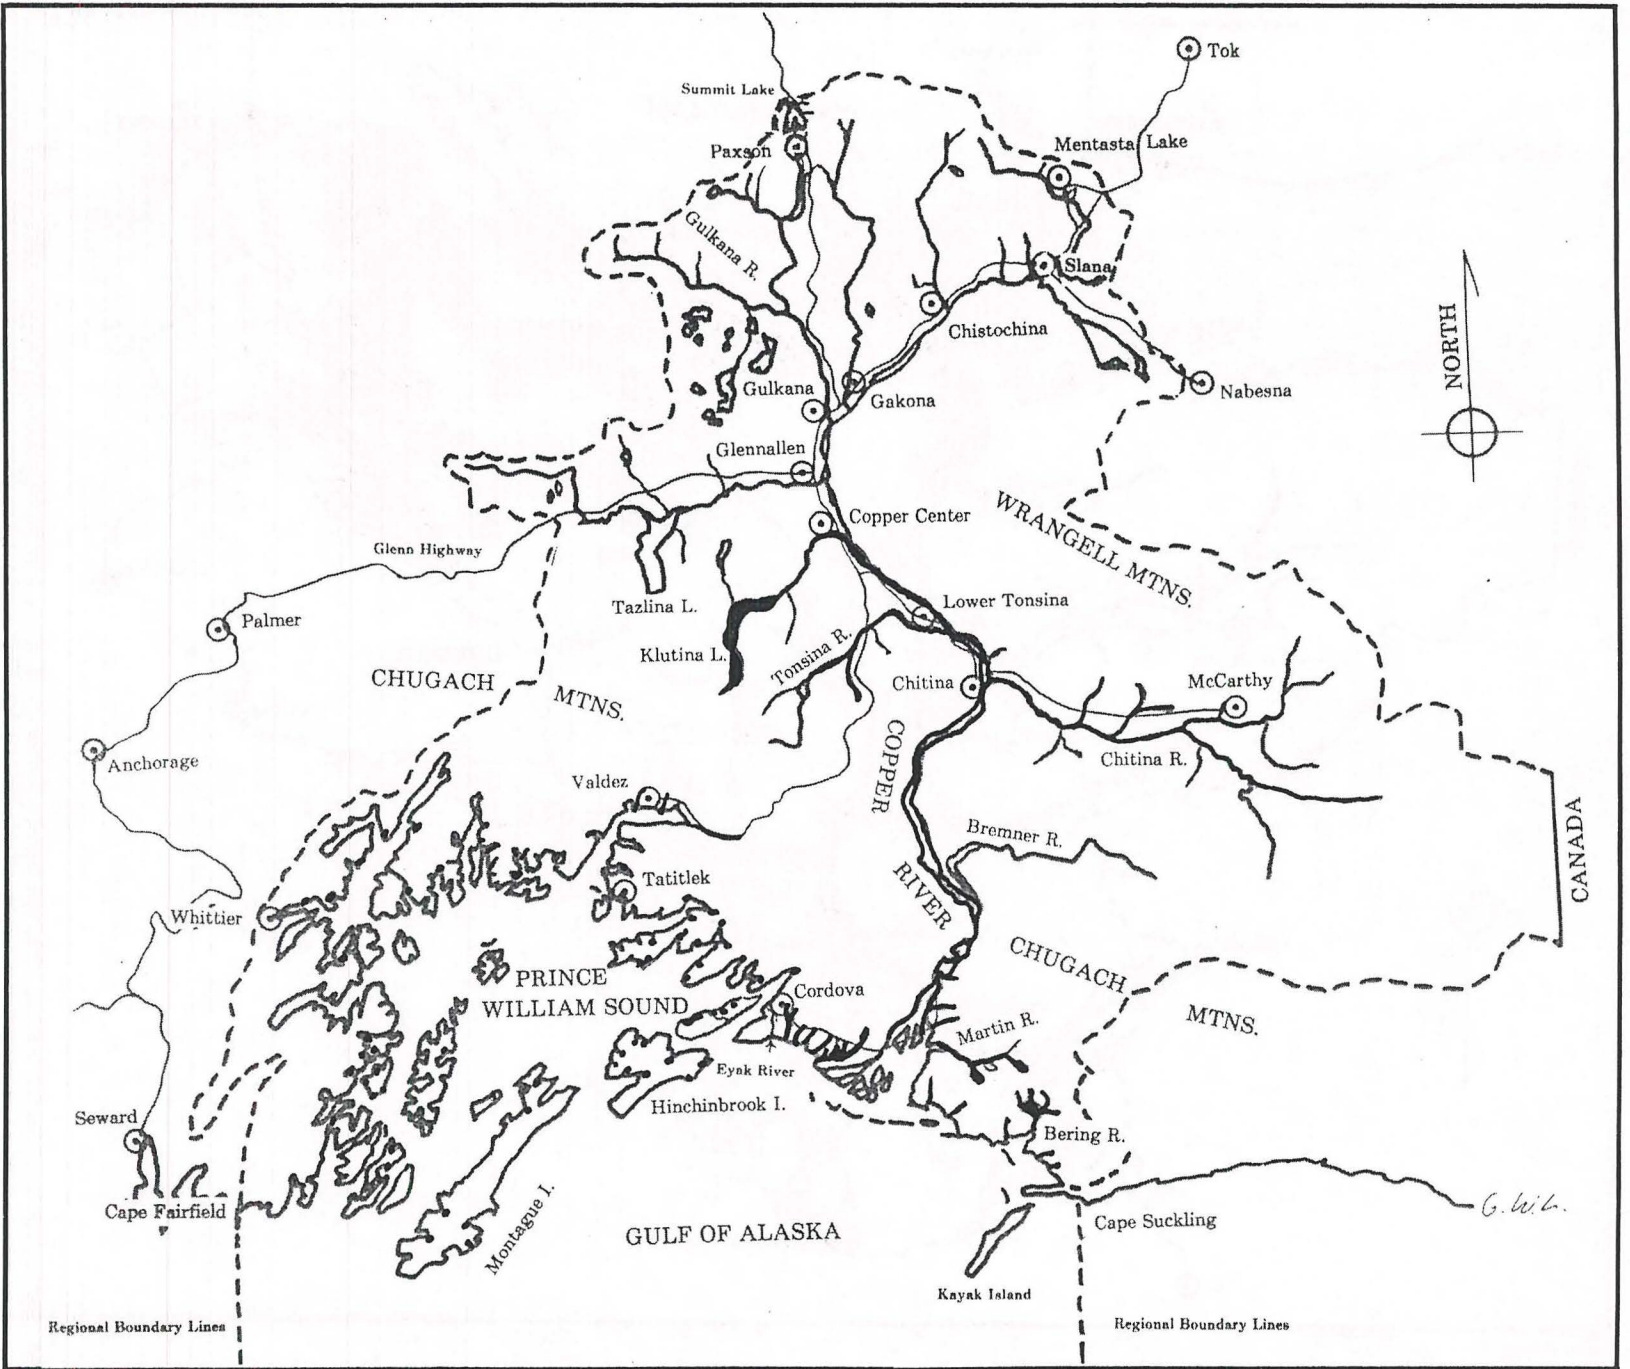 Tok
Summit Lake
Paxson
Mentasta Lake
Gulkana R.
Slana
Chistochina
NORTH
Gulkana
Gakona
Nabesna
Glennallen
WRANGELL MTNS.
Copper Center
Glenn Highway
Tazlina L.
Lower Tonsina
Palmer
Klutina L.
Tonsina R.
CHUGACH
MTNS.
Chitina
McCarthy
Anchorage
COPPER
RIVER
Chitina R.
Valdez
CANADA
Bremner R.
Tatitlek
Whittier
CHUGACH
MTNS.
PRINCE
WILLIAM SOUND
Cordova
Martin R.
Eyak River
Hinchinbrook I.
Seward
Bering R.
Cape Fairfield
Montague I.
GULF OF ALASKA
Cape Suckling
G.W.L.
Kayak Island
Regional Boundary Lines
Regional Boundary Lines